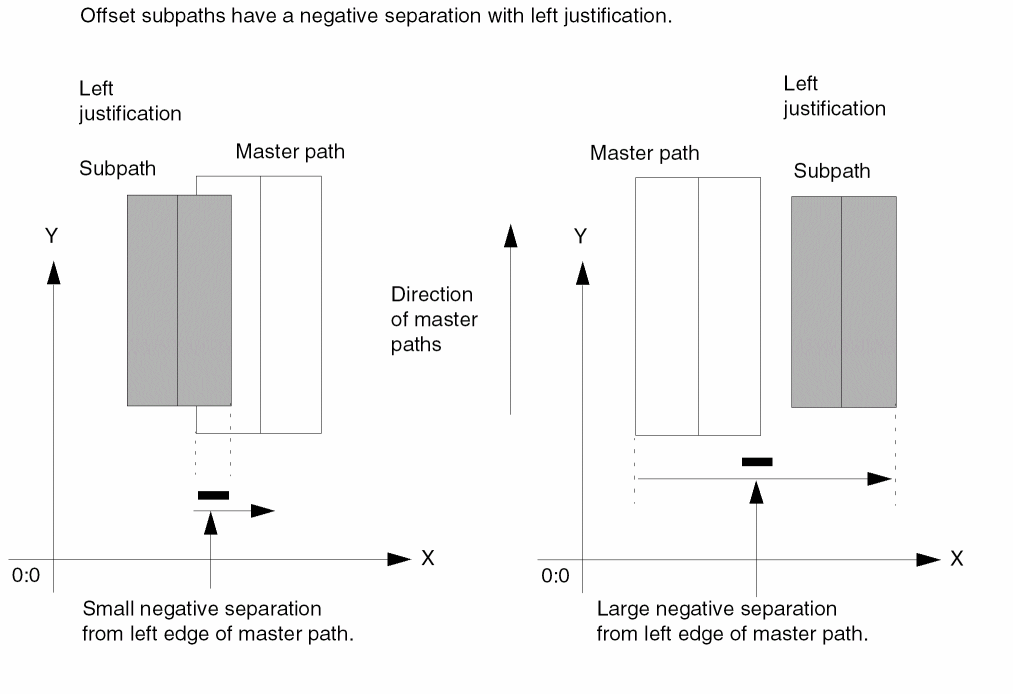 Offset subpaths have a negative separation with left justification.
Left
justification
Subpath
Master path
Y
X
0:0
Small negative separation
from left edge of master path.
Direction
of master
paths
Left
justification
Master path
Subpath
Y
X
0:0
Large negative separation
from left edge of master path.